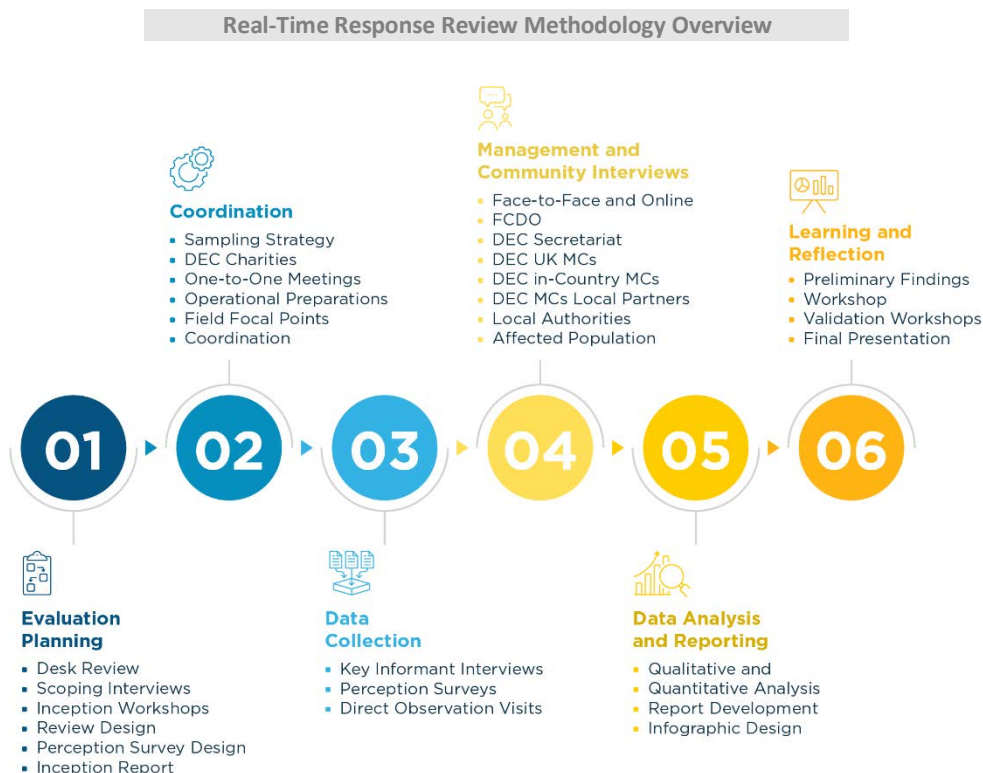 Real-Time Response Review Methodology Overview
01
Evaluation
Planning
▪ Desk Review
▪ Scoping Interviews
▪ Inception Workshops
▪ Review Design
▪ Perception Survey Design
▪ Inception Report
02
Coordination
▪ Sampling Strategy
▪ DEC Charities
▪ One-to-One Meetings
▪ Operational Preparations
▪ Field Focal Points
▪ Coordination
03
Data
Collection
▪ Key Informant Interviews
▪ Perception Surveys
▪ Direct Observation Visits
04
Management and
Community Interviews
▪ Face-to-Face and Online
▪ FCDO
▪ DEC Secretariat
▪ DEC UK MCs
▪ DEC in-Country MCs
▪ DEC MCs Local Partners
▪ Local Authorities
▪ Affected Population
05
Data Analysis
and Reporting
▪ Qualitative and
▪ Quantitative Analysis
▪ Report Development
▪ Infographic Design
06
Learning and
Reflection
▪ Preliminary Findings
▪ Workshop
▪ Validation Workshops
▪ Final Presentation